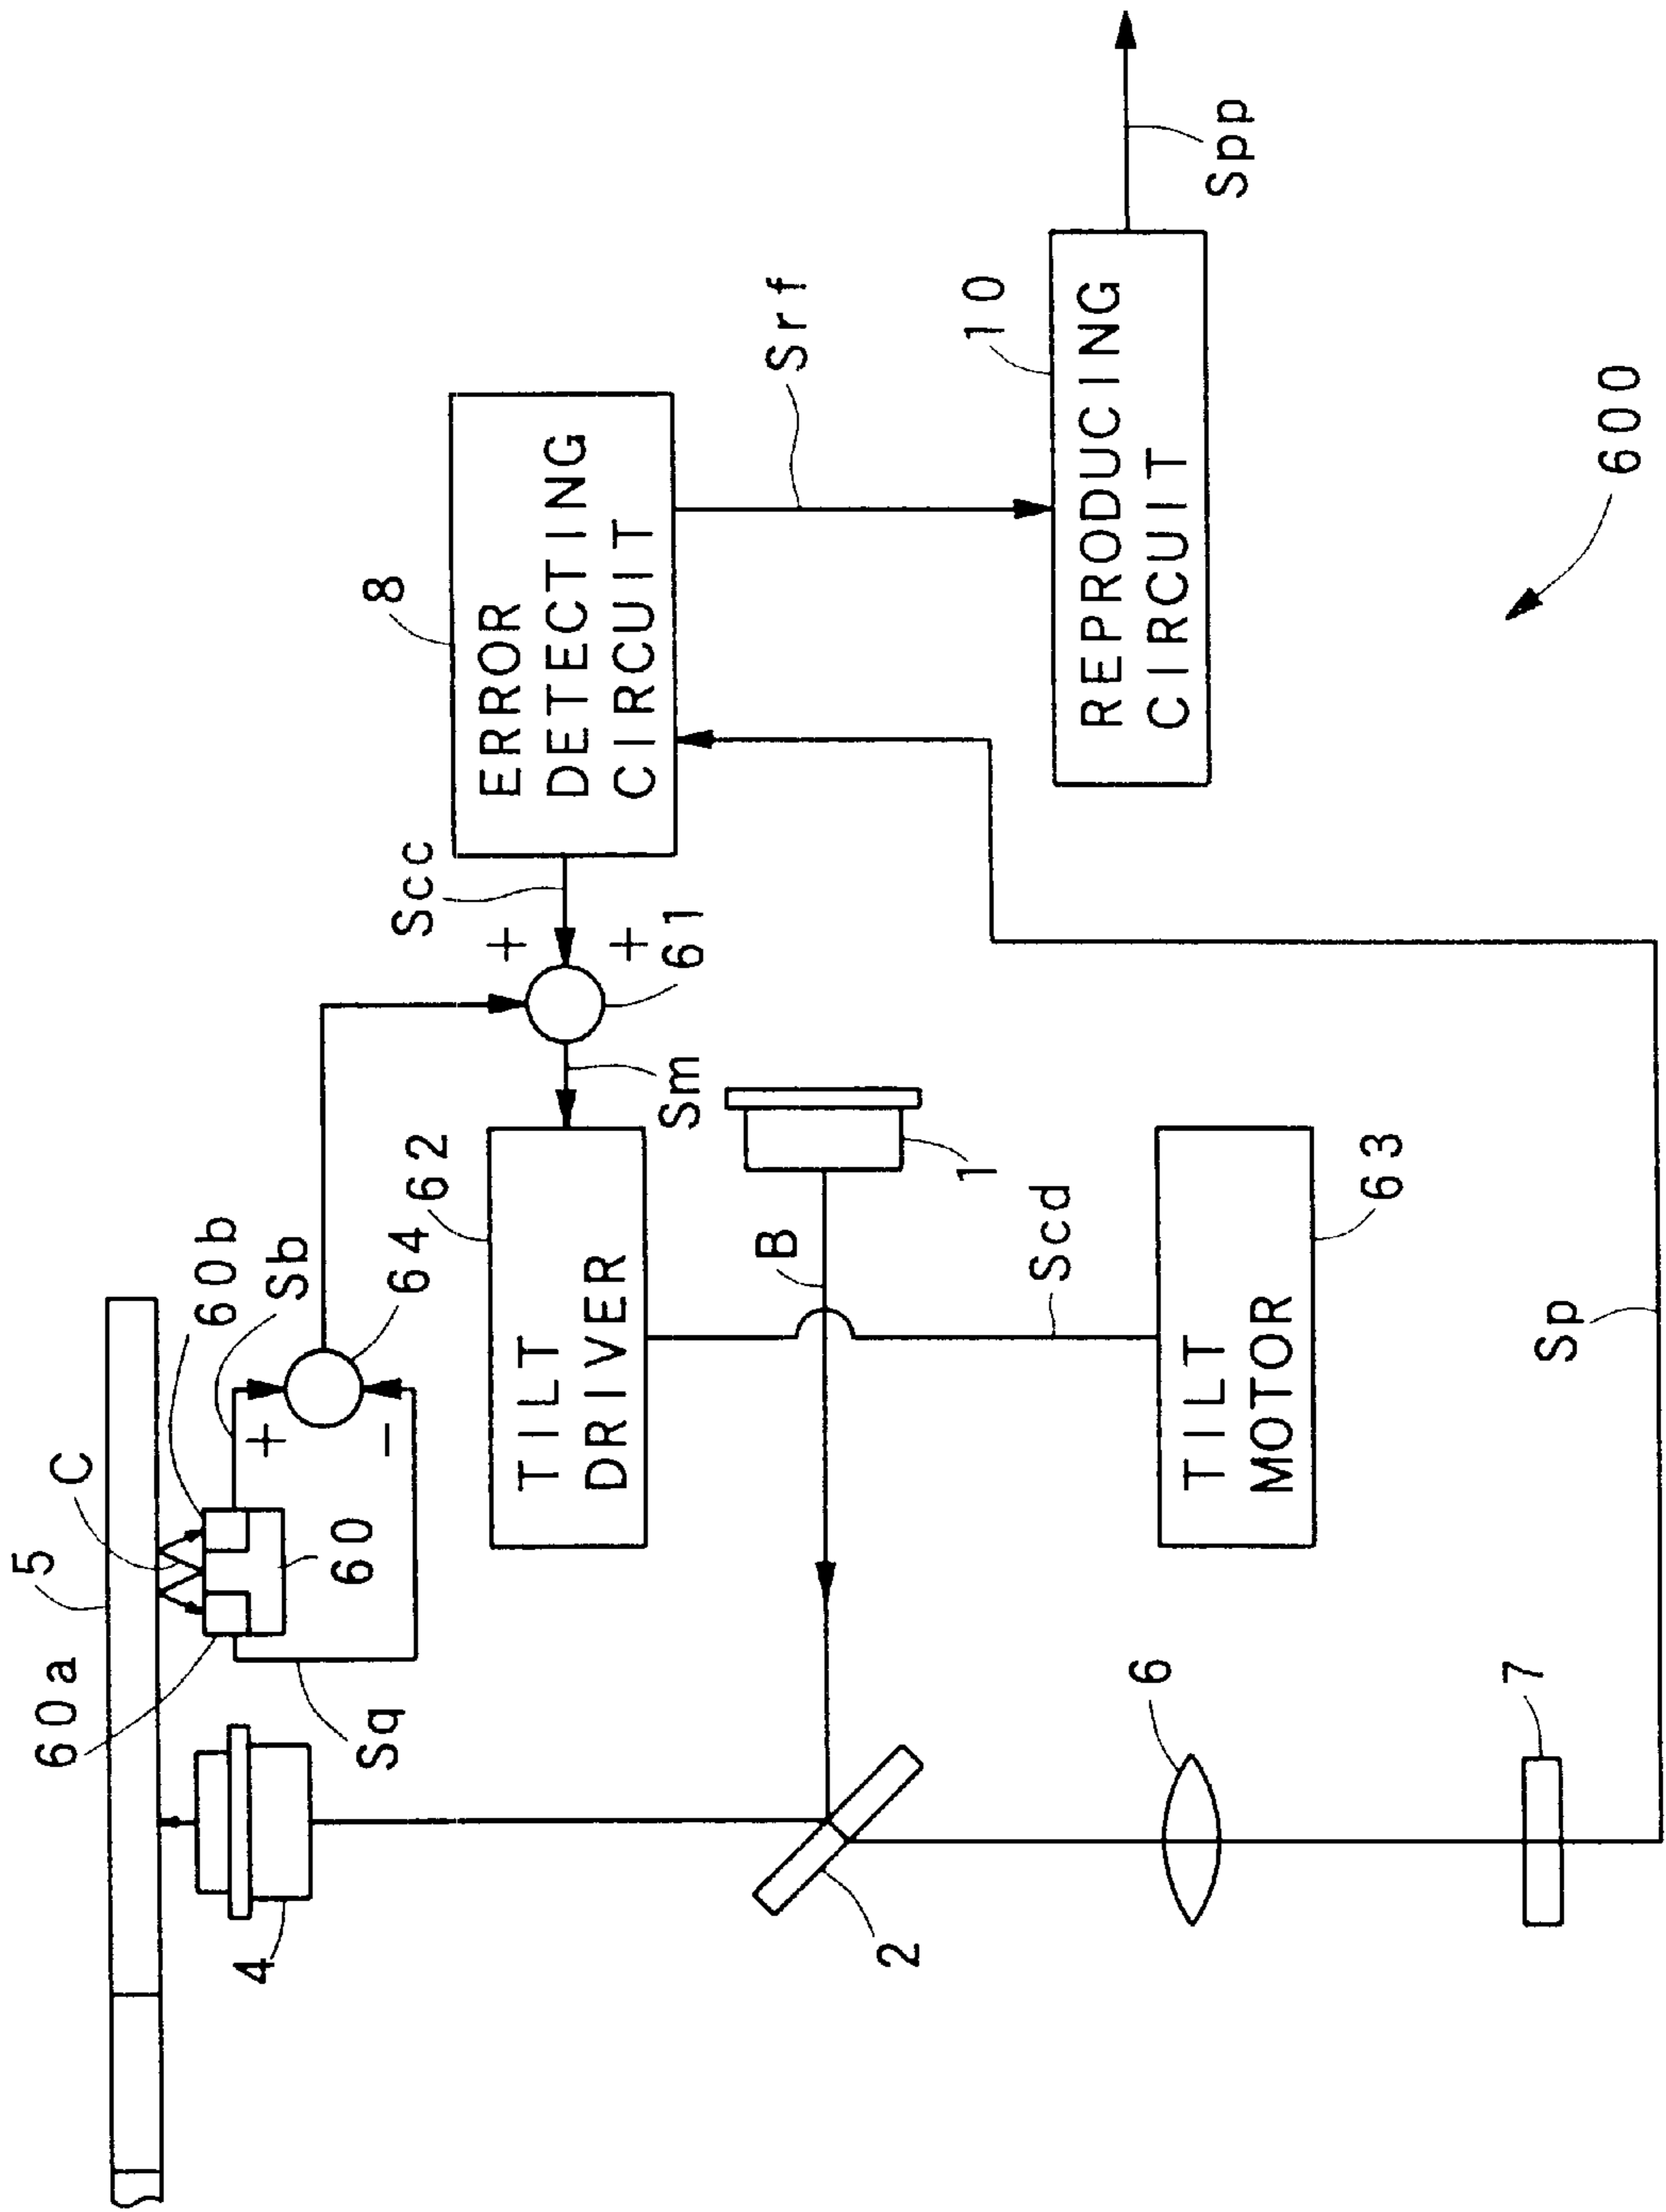 5
C
60b
Sb
64
60a
60
+
−
Sq
4
62
TILT
DRIVER
Scc
+
+
61
Sm
8
ERROR
DETECTING
CIRCUIT
Srf
10
REPRODUCING
CIRCUIT
Spp
B
1
Scd
TILT
MOTOR
63
2
6
7
Sp
600